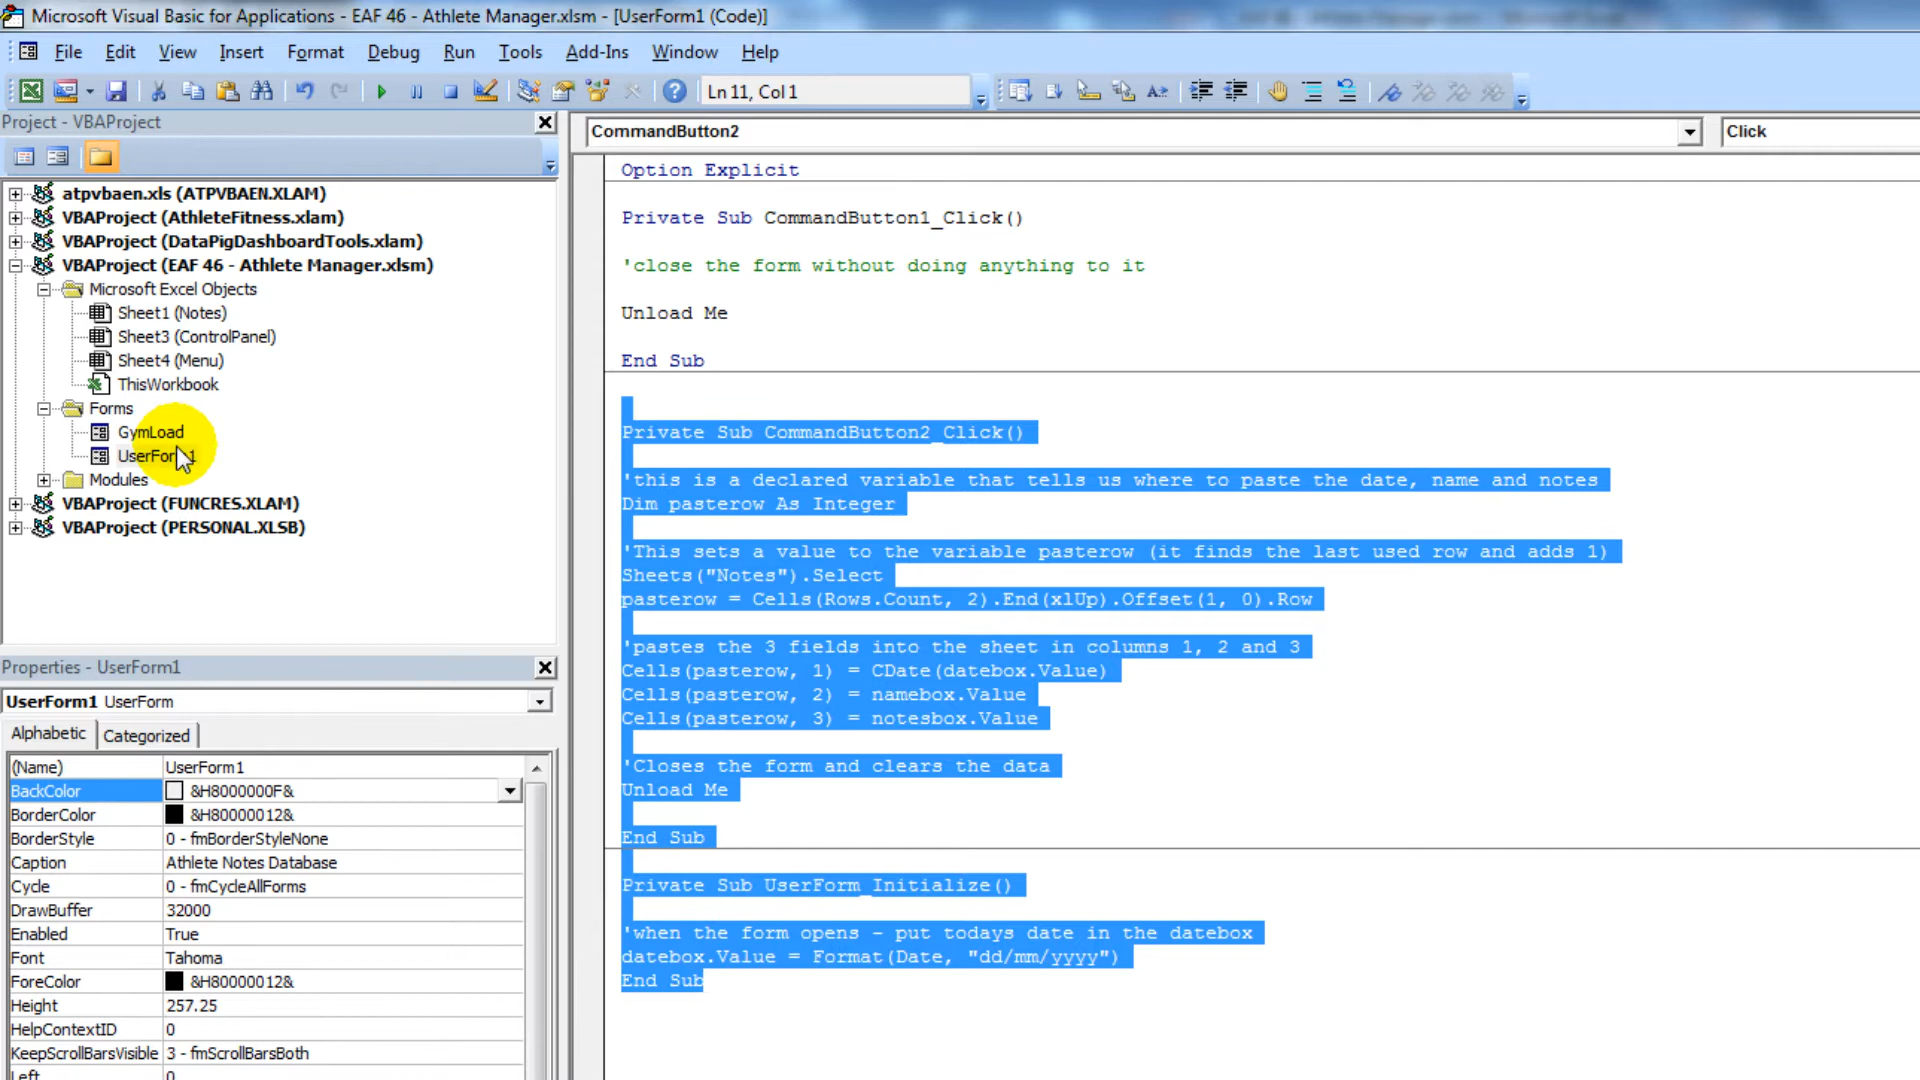 Microsoft Visual Basic for Applications - EAF 46 - Athlete Manager.xlsm - [UserForm1 (Code)]
File Edit View Insert Format Debug Run Tools Add-Ins Window Help
Ln 11, Col 1
Project - VBAProject
CommandButton2
Click
atpvbaen.xls (ATPVBAEN.XLAM)
VBAProject (AthleteFitness.xlam)
VBAProject (DataPigDashboardTools.xlam)
VBAProject (EAF 46 - Athlete Manager.xlsm)
Microsoft Excel Objects
Sheet1 (Notes)
Sheet3 (ControlPanel)
Sheet4 (Menu)
ThisWorkbook
Forms
GymLoad
UserForm1
Modules
VBAProject (FUNCRES.XLAM)
VBAProject (PERSONAL.XLSB)
Properties - UserForm1
UserForm1 UserForm
Alphabetic Categorized
(Name) UserForm1
BackColor &H8000000F&
BorderColor &H80000012&
BorderStyle 0 - fmBorderStyleNone
Caption Athlete Notes Database
Cycle 0 - fmCycleAllForms
DrawBuffer 32000
Enabled True
Font Tahoma
ForeColor &H80000012&
Height 257.25
HelpContextID 0
KeepScrollBarsVisible 3 - fmScrollBarsBoth
Left 0
Option Explicit
Private Sub CommandButton1_Click()
'close the form without doing anything to it
Unload Me
End Sub
Private Sub CommandButton2_Click()
'this is a declared variable that tells us where to paste the date, name and notes
Dim pasterow As Integer
'This sets a value to the variable pasterow (it finds the last used row and adds 1)
Sheets("Notes").Select
pasterow = Cells(Rows.Count, 2).End(xlUp).Offset(1, 0).Row
'pastes the 3 fields into the sheet in columns 1, 2 and 3
Cells(pasterow, 1) = CDate(datebox.Value)
Cells(pasterow, 2) = namebox.Value
Cells(pasterow, 3) = notesbox.Value
'Closes the form and clears the data
Unload Me
End Sub
Private Sub UserForm_Initialize()
'when the form opens - put todays date in the datebox
datebox.Value = Format(Date, "dd/mm/yyyy")
End Sub